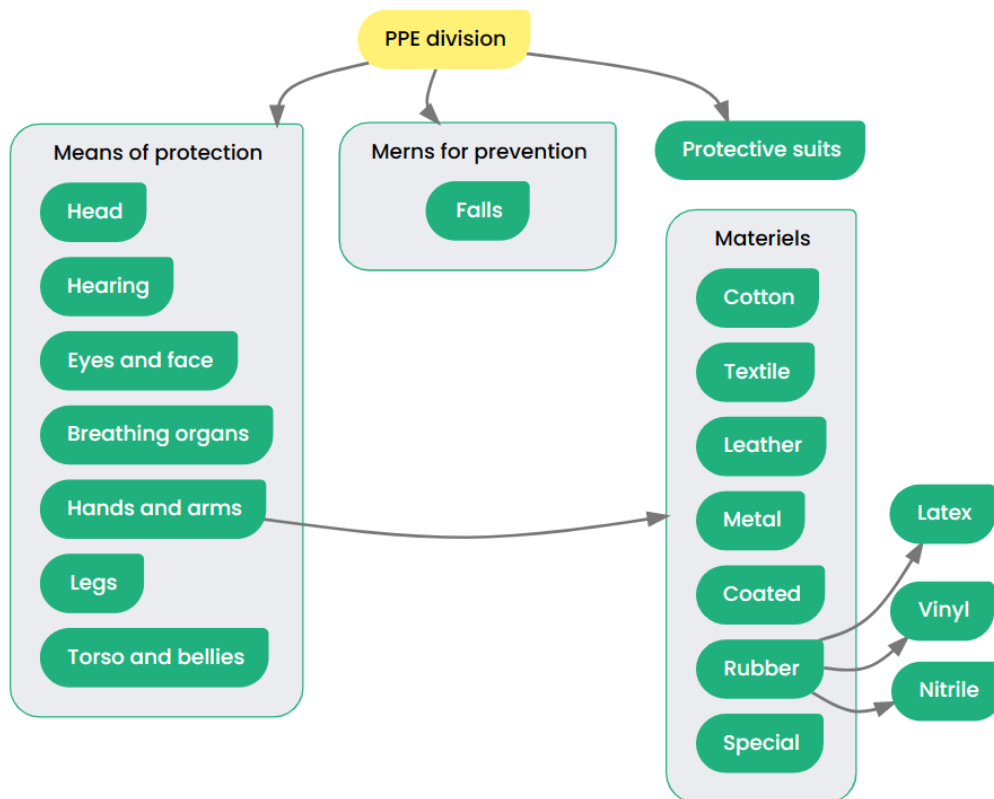 PPE division
Means of protection
Head
Hearing
Eyes and face
Breathing organs
Hands and arms
Legs
Torso and bellies
Merns for prevention
Falls
Protective suits
Materiels
Cotton
Textile
Leather
Metal
Coated
Rubber
Special
Latex
Vinyl
Nitrile